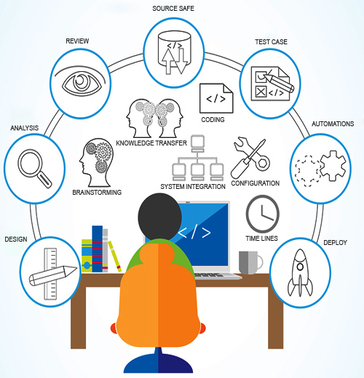 SOURCE SAFE
REVIEW
TEST CASE
</>
CODING
KNOWLEDGE TRANSFER
ANALYSIS
AUTOMATIONS
BRAINSTORMING
SYSTEM INTEGRATION
CONFIGURATION
</>
TIME LINES
DESIGN
DEPLOY